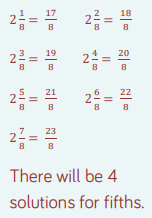 2 1/8 = 17/8   2 2/8 = 18/8
2 3/8 = 19/8   2 4/8 = 20/8
2 5/8 = 21/8   2 6/8 = 22/8
2 7/8 = 23/8
There will be 4
solutions for fifths.